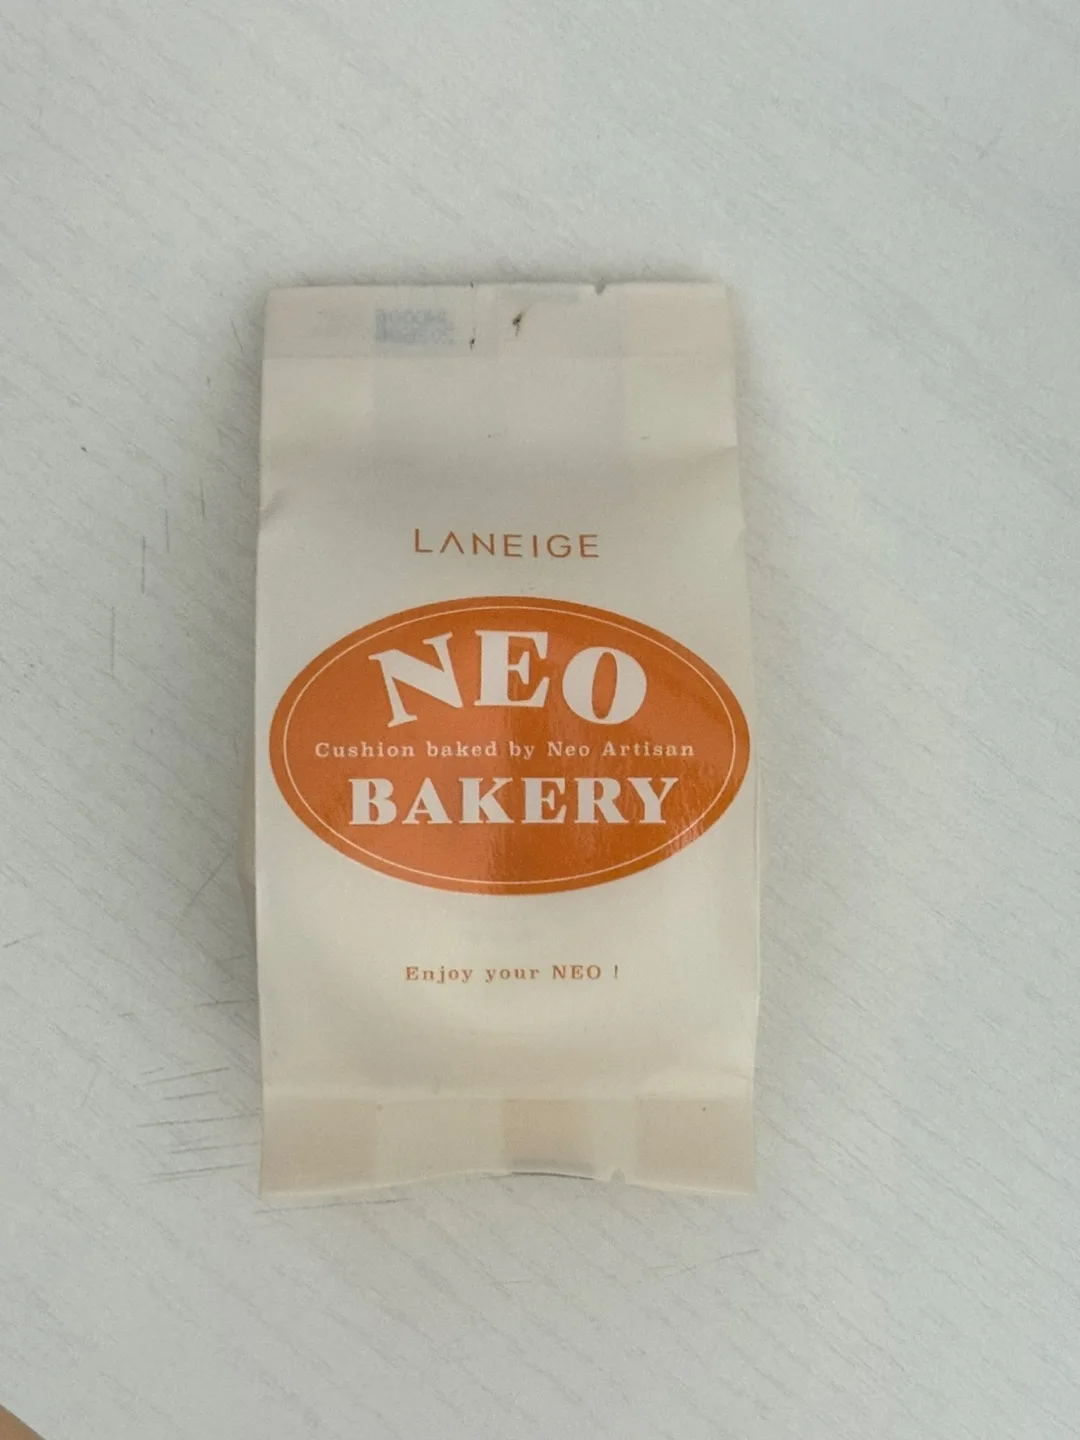 LANEIGE
NEO
Cushion baked by Neo Artisan
BAKERY
Enjoy your NEO !